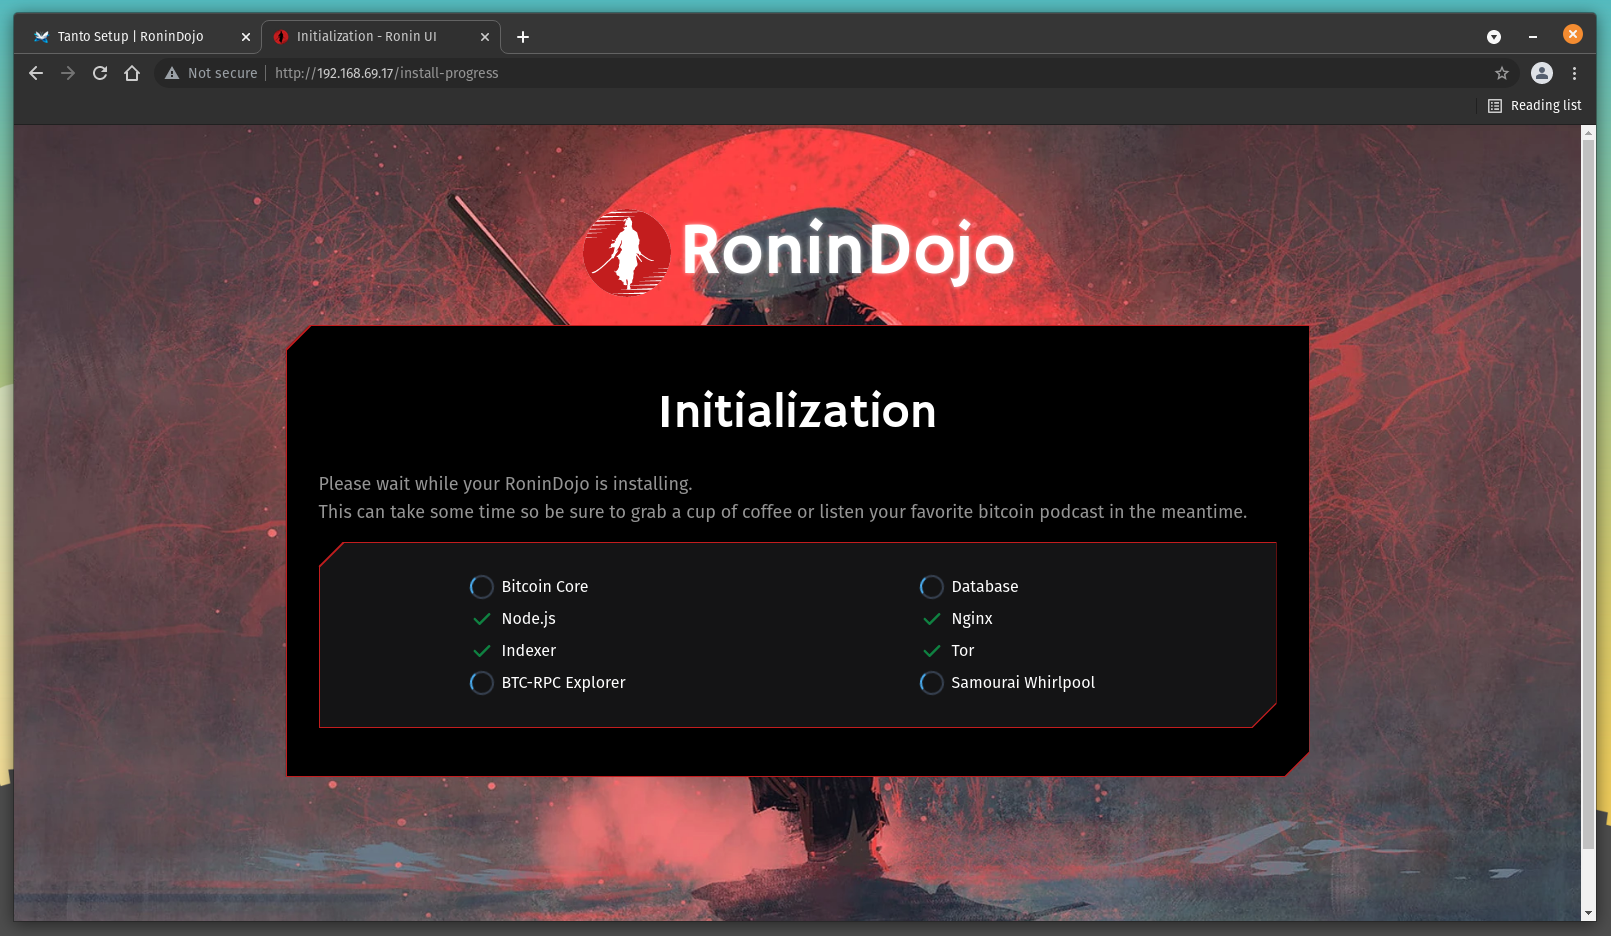 Tanto Setup | RoninDojo
Initialization - Ronin UI
Not secure | http://192.168.69.17/install-progress
Reading list
RoninDojo
Initialization
Please wait while your RoninDojo is installing.
This can take some time so be sure to grab a cup of coffee or listen your favorite bitcoin podcast in the meantime.
Bitcoin Core
Database
Node.js
Nginx
Indexer
Tor
BTC-RPC Explorer
Samourai Whirlpool